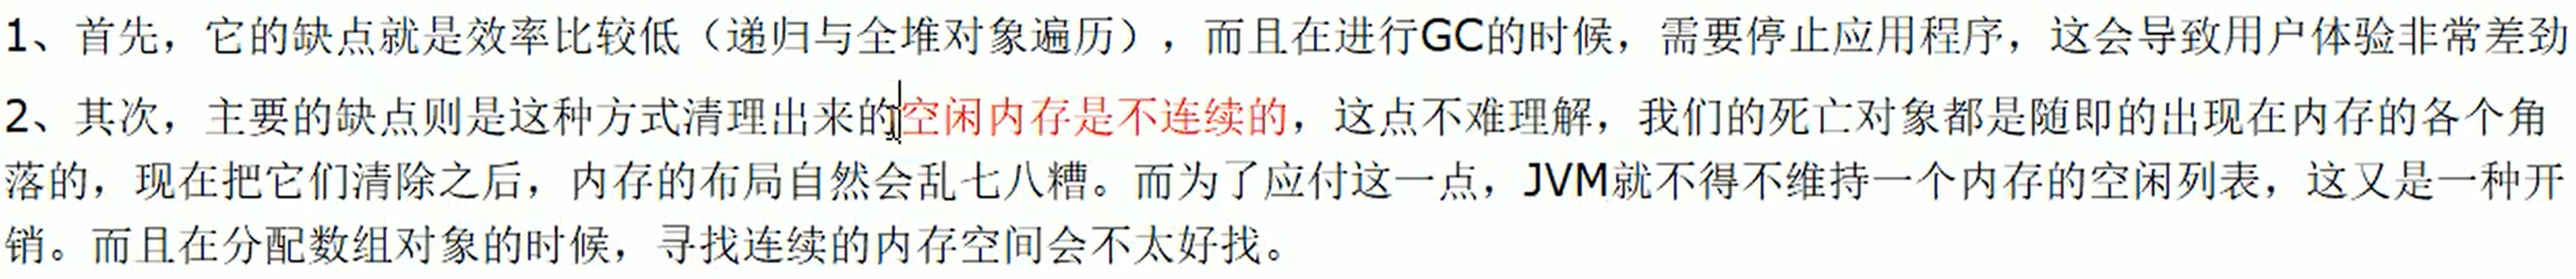 1、首先，它的缺点就是效率比较低（递归与全堆对象遍历），而且在进行GC的时候，需要停止应用程序，这会导致用户体验非常差劲
2、其次，主要的缺点则是这种方式清理出来的空闲内存是不连续的，这点不难理解，我们的死亡对象都是随即的出现在内存的各个角
落的，现在把它们清除之后，内存的布局自然会乱七八糟。而为了应付这一点，JVM就不得不维持一个内存的空闲列表，这又是一种开
销。而且在分配数组对象的时候，寻找连续的内存空间会不太好找。